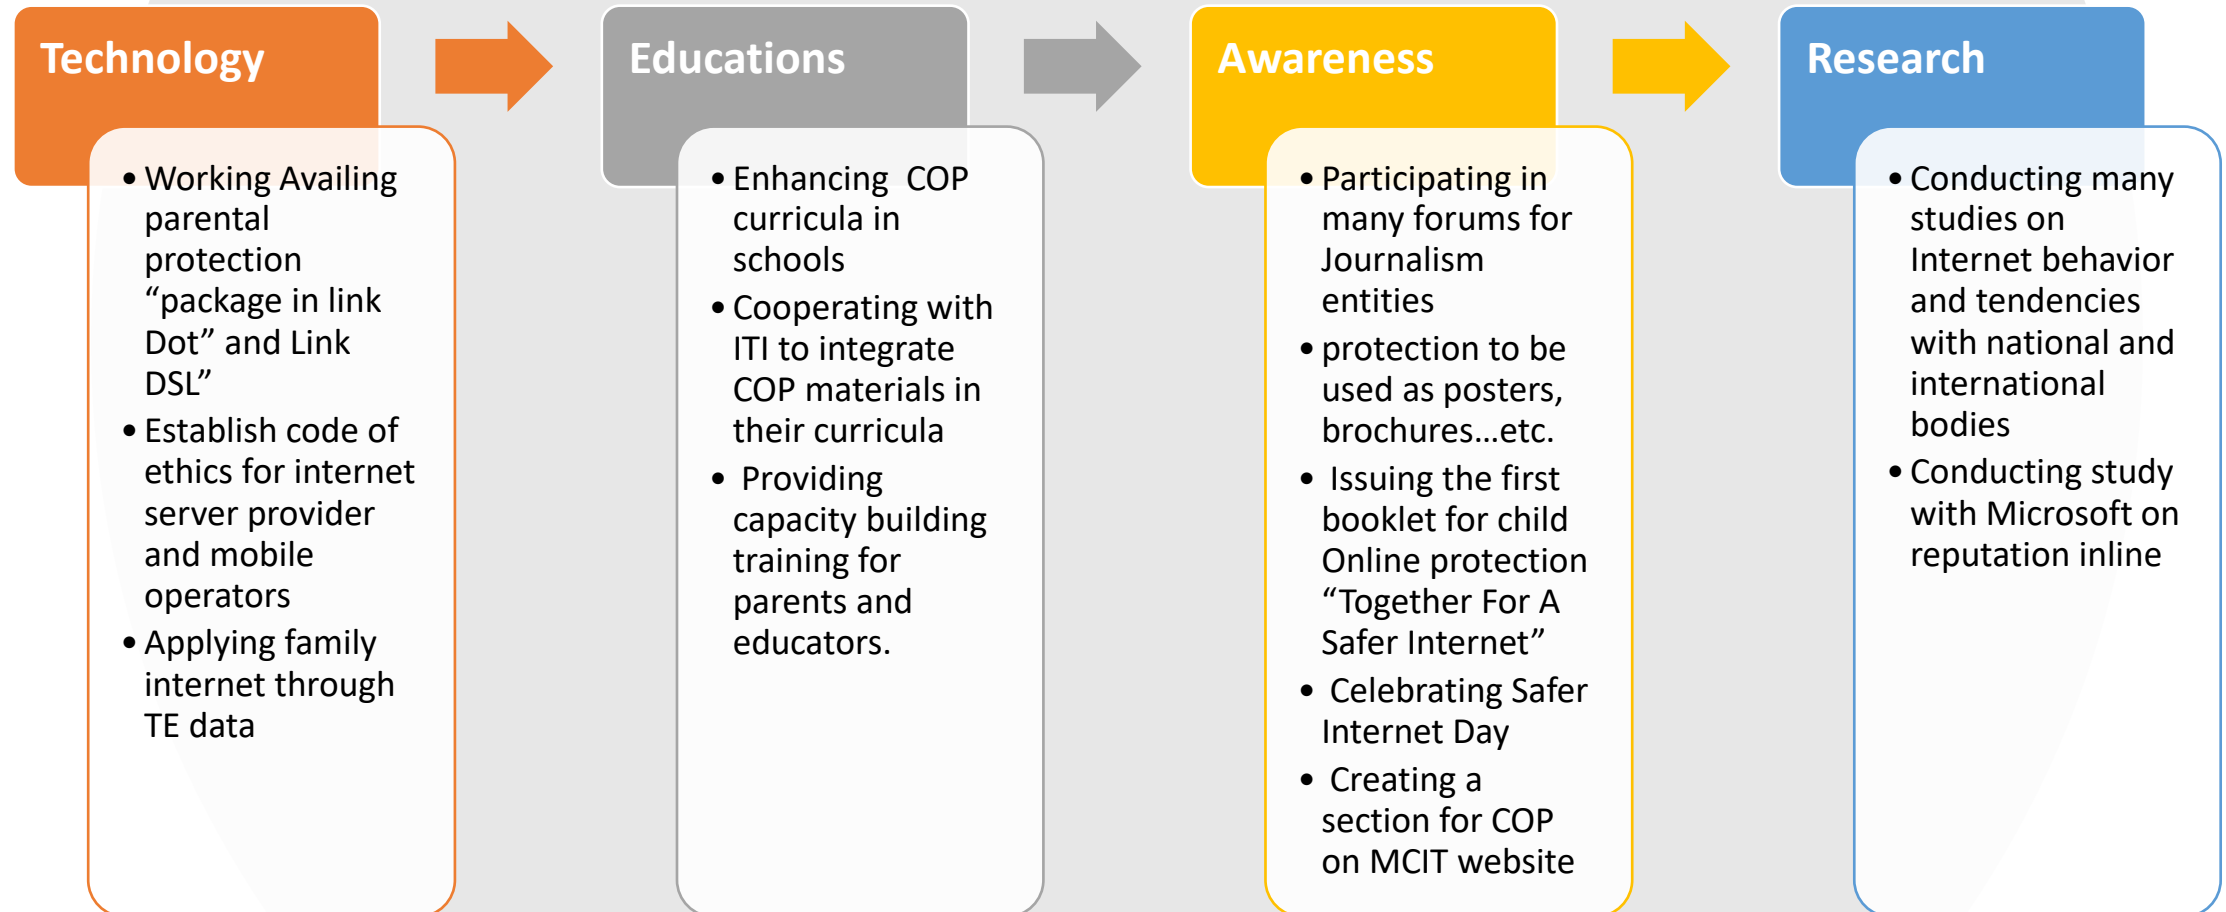 Technology
• Working Availing
parental
protection
“package in link
Dot” and Link
DSL”
• Establish code of
ethics for internet
server provider
and mobile
operators
• Applying family
internet through
TE data
Educations
• Enhancing  COP
curricula in
schools
• Cooperating with
ITI to integrate
COP materials in
their curricula
• Providing
capacity building
training for
parents and
educators.
Awareness
• Participating in
many forums for
Journalism
entities
• protection to be
used as posters,
brochures…etc.
• Issuing the first
booklet for child
Online protection
“Together For A
Safer Internet”
• Celebrating Safer
Internet Day
• Creating a
section for COP
on MCIT website
Research
• Conducting many
studies on
Internet behavior
and tendencies
with national and
international
bodies
• Conducting study
with Microsoft on
reputation inline